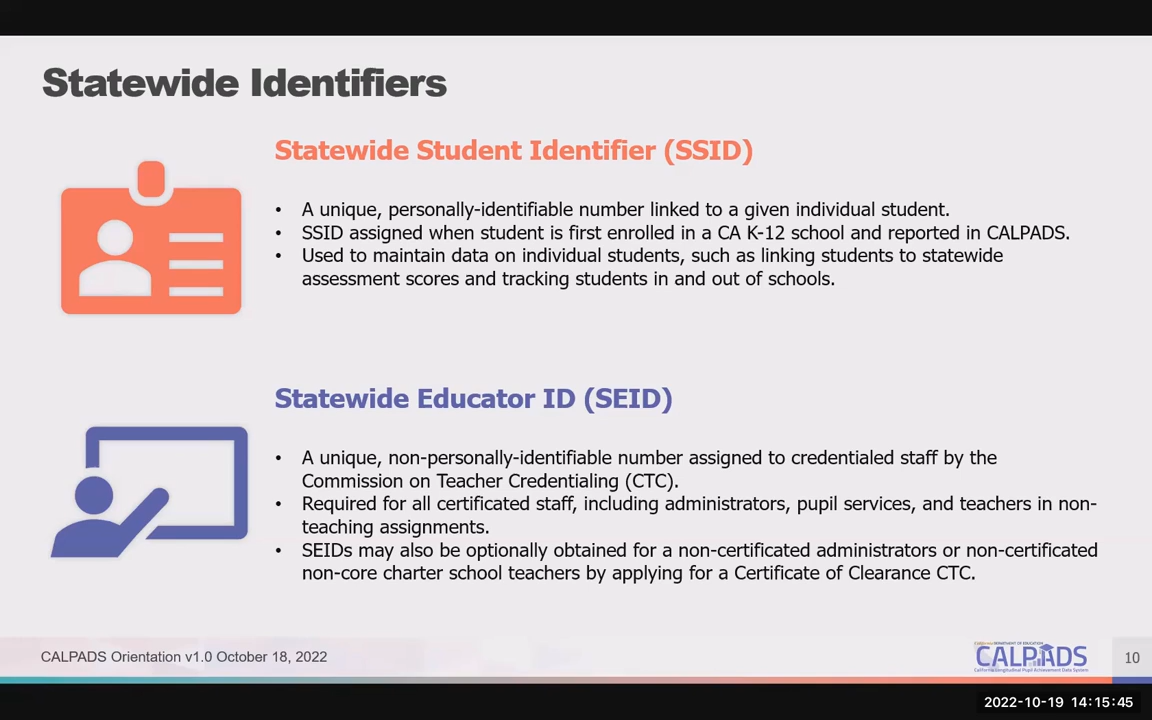 Statewide Identifiers
Statewide Student Identifier (SSID)
• A unique, personally-identifiable number linked to a given individual student.
• SSID assigned when student is first enrolled in a CA K-12 school and reported in CALPADS.
• Used to maintain data on individual students, such as linking students to statewide
assessment scores and tracking students in and out of schools.
Statewide Educator ID (SEID)
• A unique, non-personally-identifiable number assigned to credentialed staff by the
Commission on Teacher Credentialing (CTC).
• Required for all certificated staff, including administrators, pupil services, and teachers in non-
teaching assignments.
• SEIDs may also be optionally obtained for a non-certificated administrators or non-certificated
non-core charter school teachers by applying for a Certificate of Clearance CTC.
CALPADS Orientation v1.0 October 18, 2022
CALPADS
California Longitudinal Pupil Achievement Data System
10
2022-10-19 14:15:45